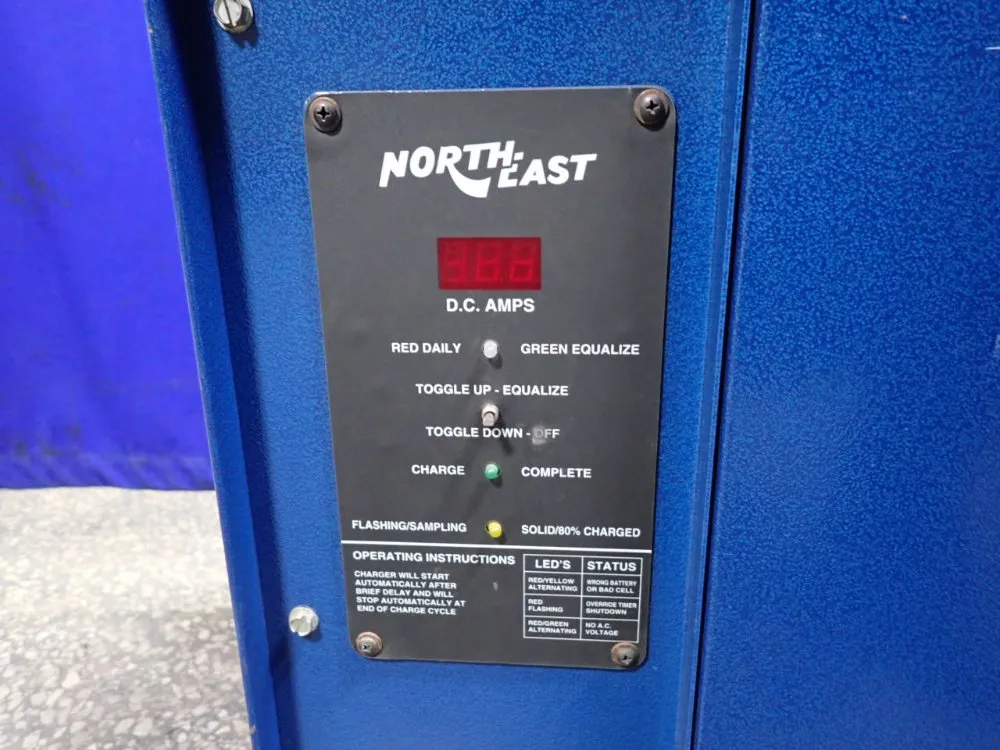 NORTH-
EAST
D.C. AMPS
RED DAILY GREEN EQUALIZE
TOGGLE UP - EQUALIZE
TOGGLE DOWN - OFF
CHARGE COMPLETE
FLASHING/SAMPLING SOLID/80% CHARGED
OPERATING INSTRUCTIONS
CHARGER WILL START
AUTOMATICALLY AFTER
BRIEF DELAY AND WILL
STOP AUTOMATICALLY AT
END OF CHARGE CYCLE
LED'S STATUS
RED/YELLOW WRONG BATTERY
ALTERNATING OR BAD CELL
RED OVERRIDE TIMER
FLASHING SHUTDOWN
RED/GREEN NO A.C.
ALTERNATING VOLTAGE